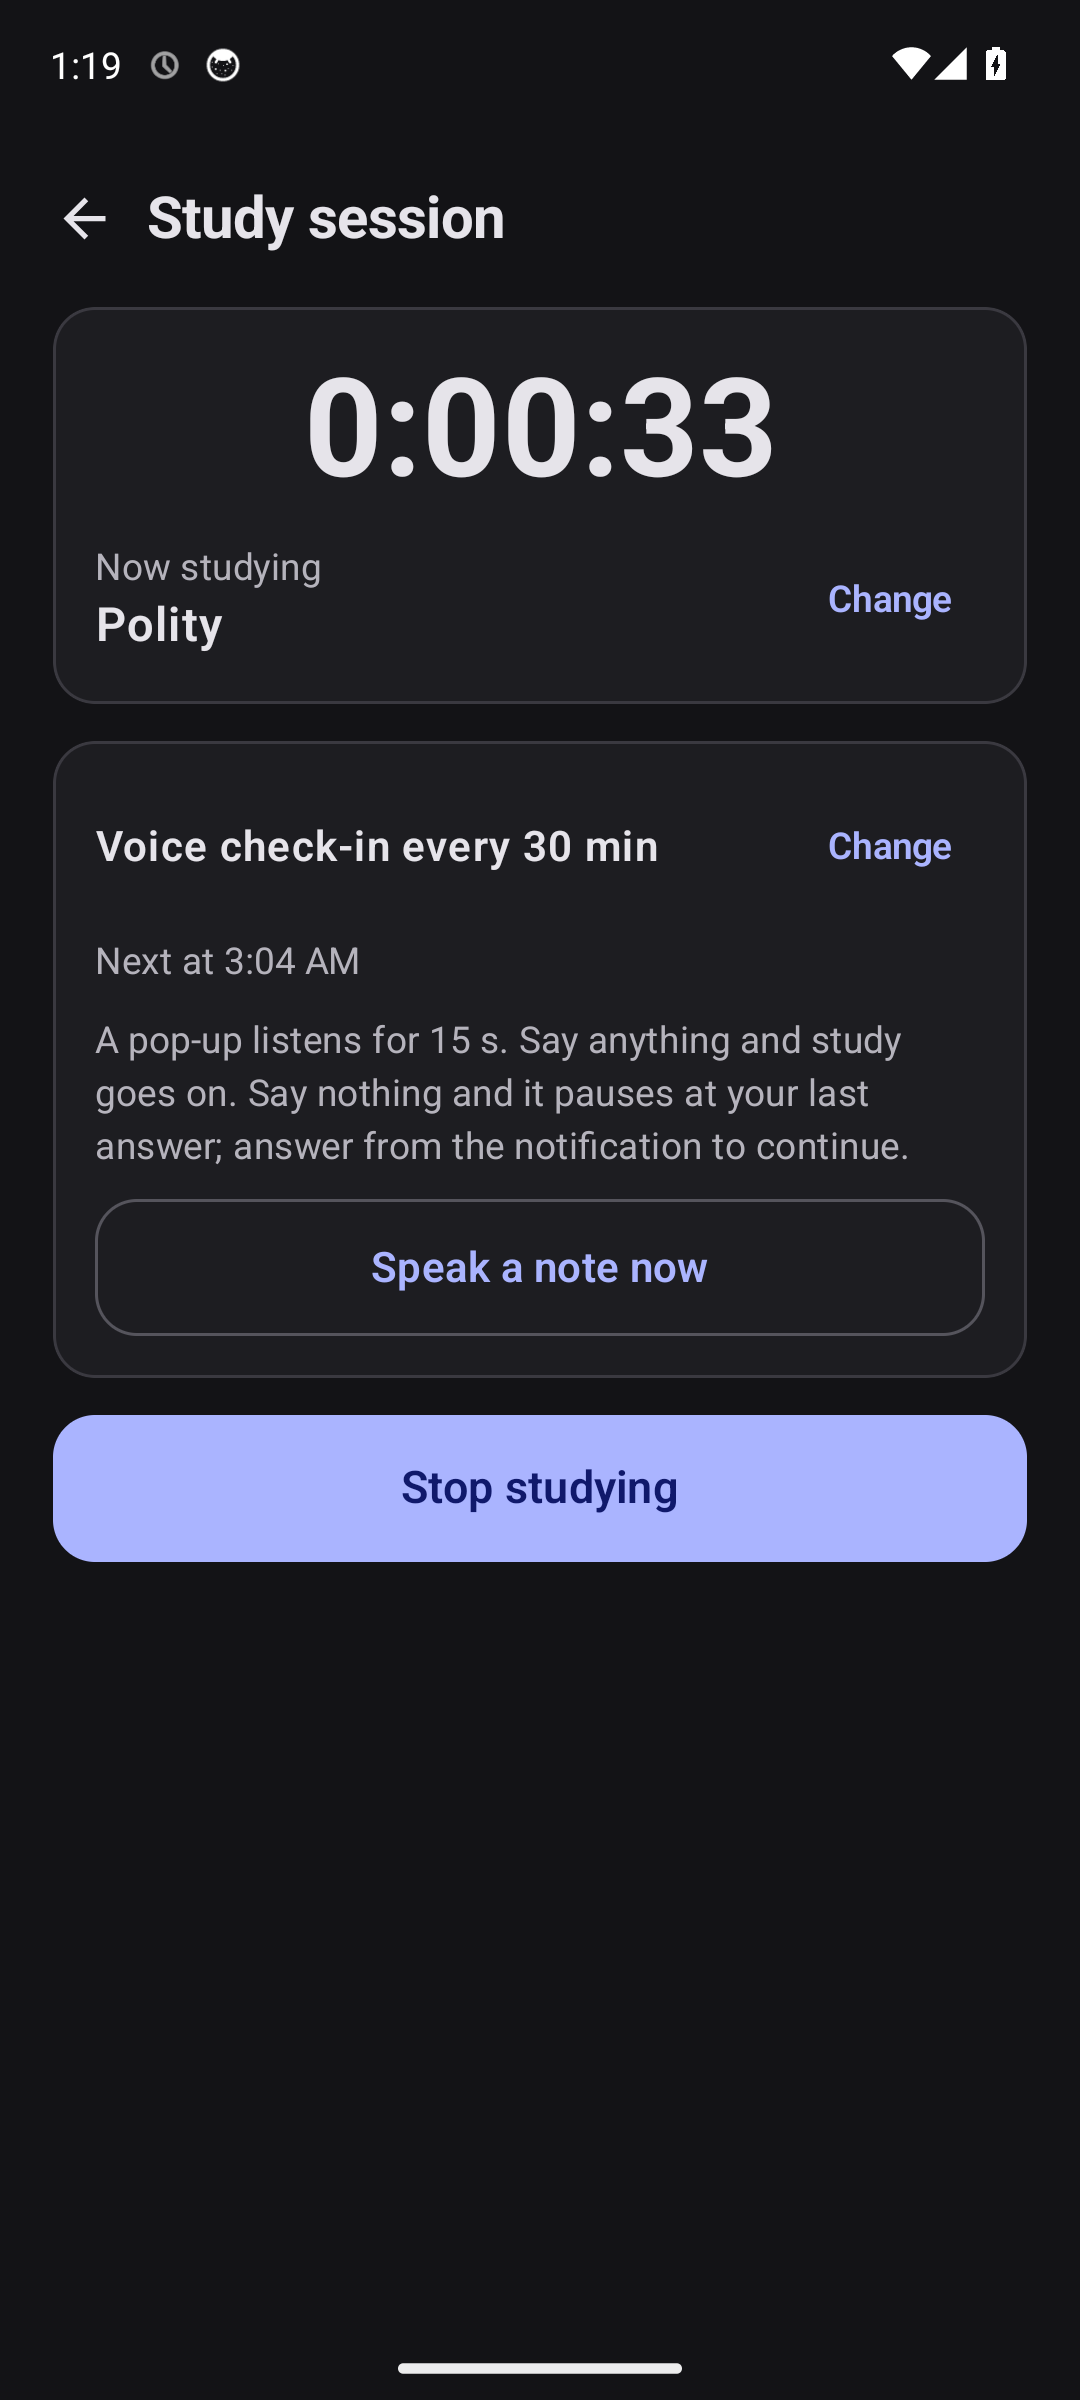 1:19
Study session
0:00:33
Now studying
Polity
Change
Voice check-in every 30 min
Change
Next at 3:04 AM
A pop-up listens for 15 s. Say anything and study
goes on. Say nothing and it pauses at your last
answer; answer from the notification to continue.
Speak a note now
Stop studying